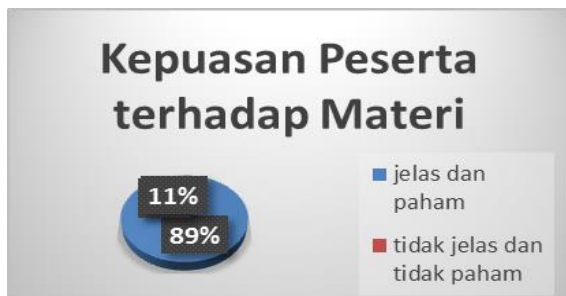 Kepuasan Peserta
terhadap Materi
11%
89%
jelas dan
paham
tidak jelas dan
tidak paham